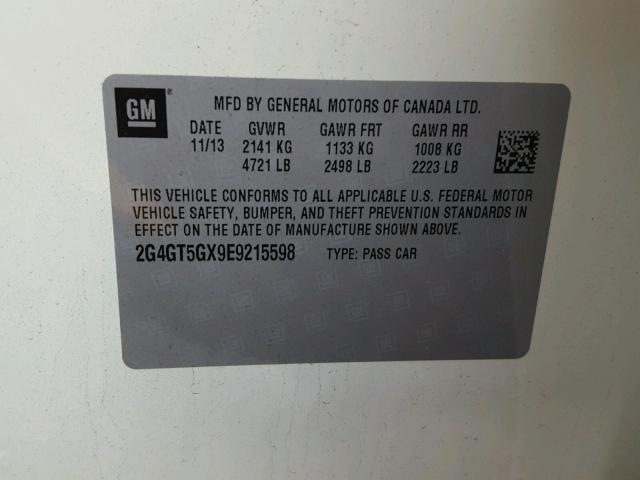 GM ® MFD BY GENERAL MOTORS OF CANADA LTD.
DATE GVWR GAWR FRT GAWR RR
11/13 2141 KG 1133 KG 1008 KG
4721 LB 2498 LB 2223 LB
THIS VEHICLE CONFORMS TO ALL APPLICABLE U.S. FEDERAL MOTOR
VEHICLE SAFETY, BUMPER, AND THEFT PREVENTION STANDARDS IN
EFFECT ON THE DATE OF MANUFACTURE SHOWN ABOVE.
2G4GT5GX9E9215598 TYPE: PASS CAR